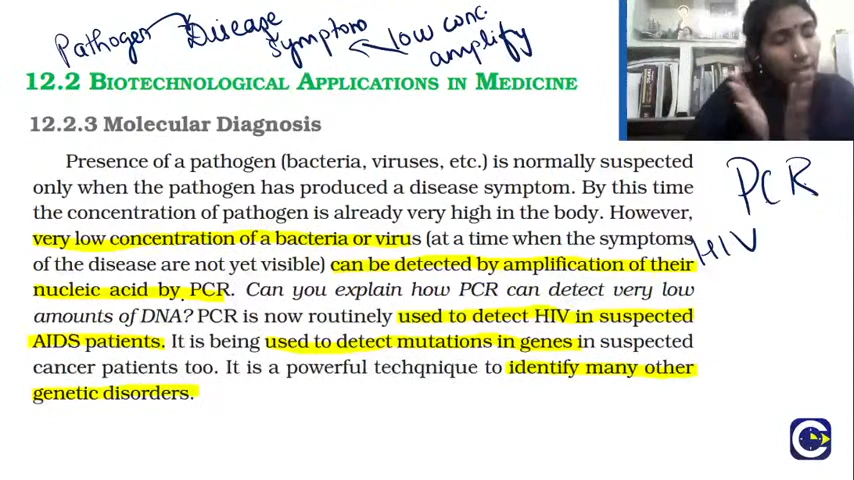 Pathogen Disease Symptoms low conc.
amplify
12.2 BIOTECHNOLOGICAL APPLICATIONS IN MEDICINE
12.2.3 Molecular Diagnosis
Presence of a pathogen (bacteria, viruses, etc.) is normally suspected
only when the pathogen has produced a disease symptom. By this time
the concentration of pathogen is already very high in the body. However,
very low concentration of a bacteria or virus (at a time when the symptoms
of the disease are not yet visible) can be detected by amplification of their
nucleic acid by PCR. Can you explain how PCR can detect very low
amounts of DNA? PCR is now routinely used to detect HIV in suspected
AIDS patients. It is being used to detect mutations in genes in suspected
cancer patients too. It is a powerful techqnique to identify many other
genetic disorders.
PCR
HIV